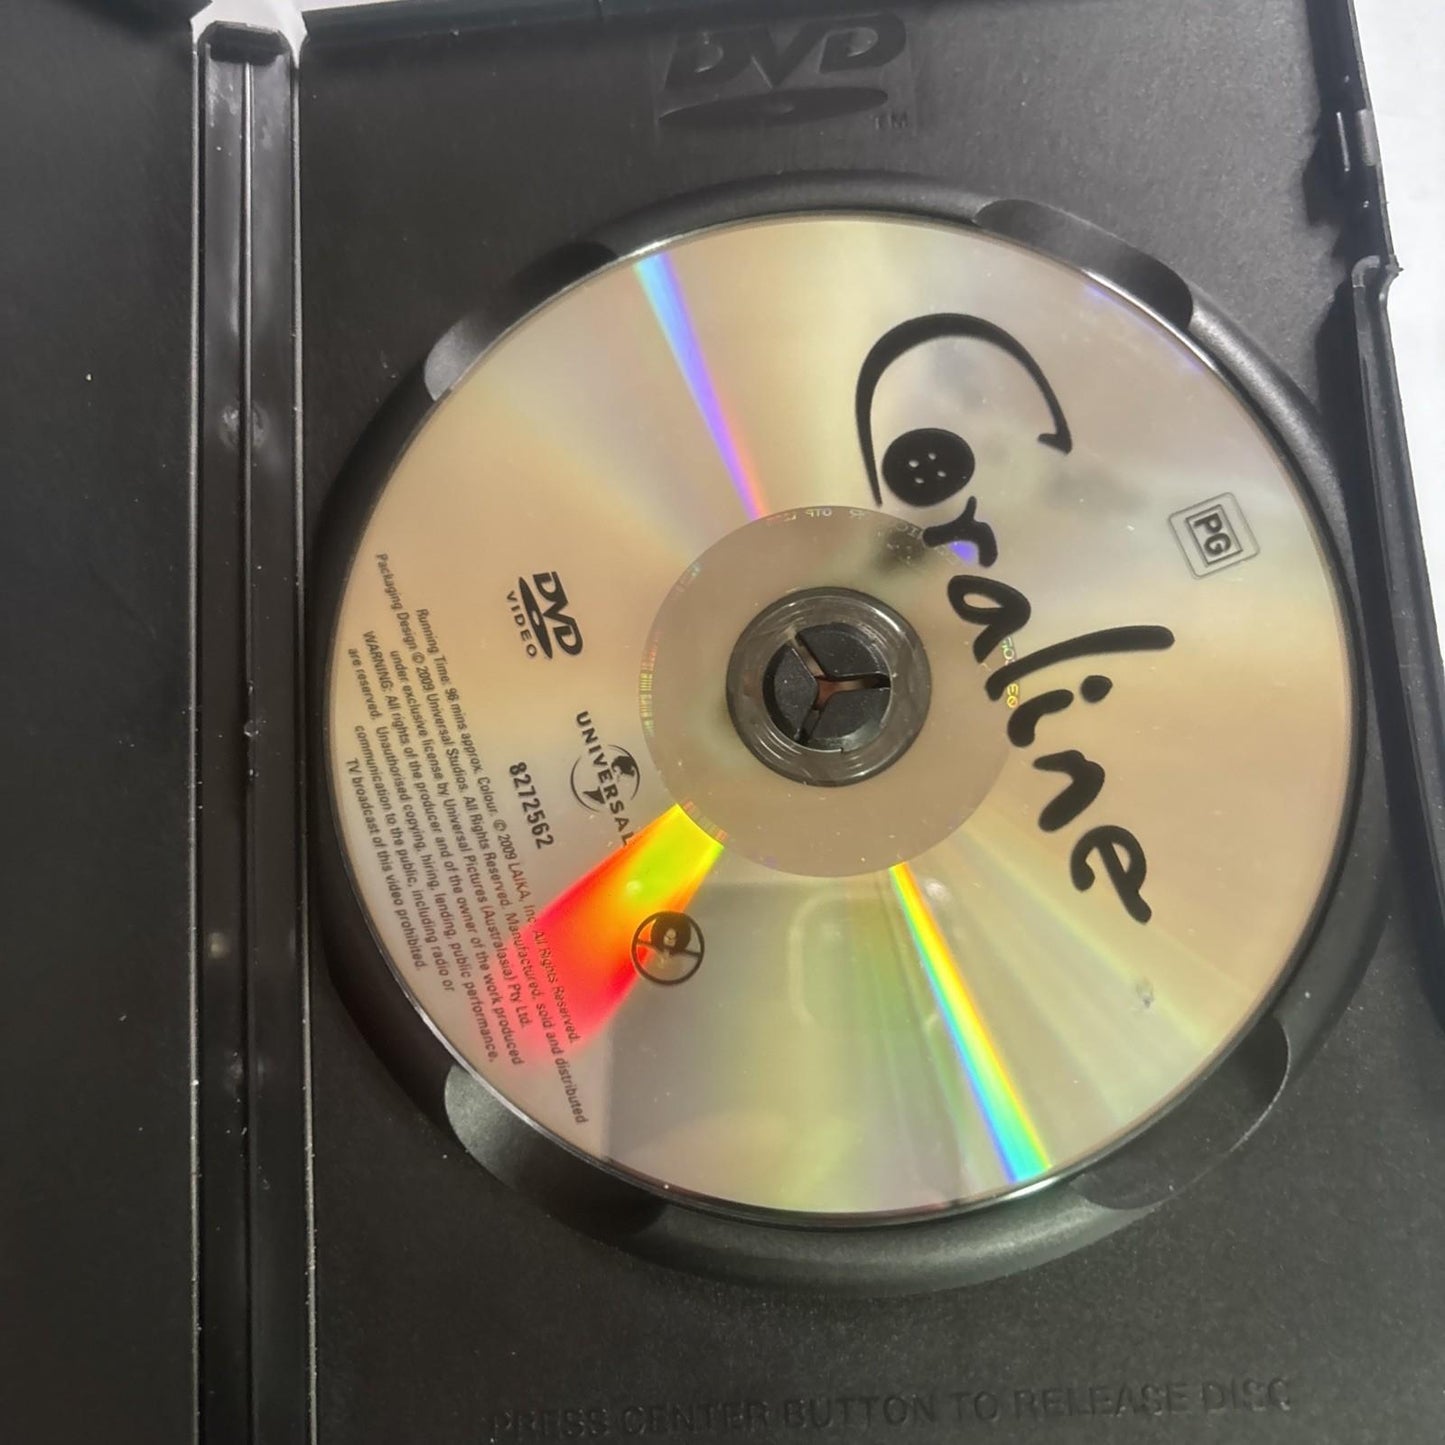 DVD
TM
Coraline
PG
DVD
VIDEO
UNIVERSAL
8272562
Running Time: 96 mins approx. Colour. © 2009 LAIKA, Inc. All Rights Reserved.
Packaging Design © 2009 Universal Studios. All Rights Reserved. Manufactured, sold and distributed
under exclusive license by Universal Pictures (Australasia) Pty Ltd.
WARNING: All rights of the producer and of the owner of the work produced
are reserved. Unauthorised copying, hiring, lending, public performance,
communication to the public, including radio or
TV broadcast of this video prohibited.
PRESS CENTER BUTTON TO RELEASE DISC